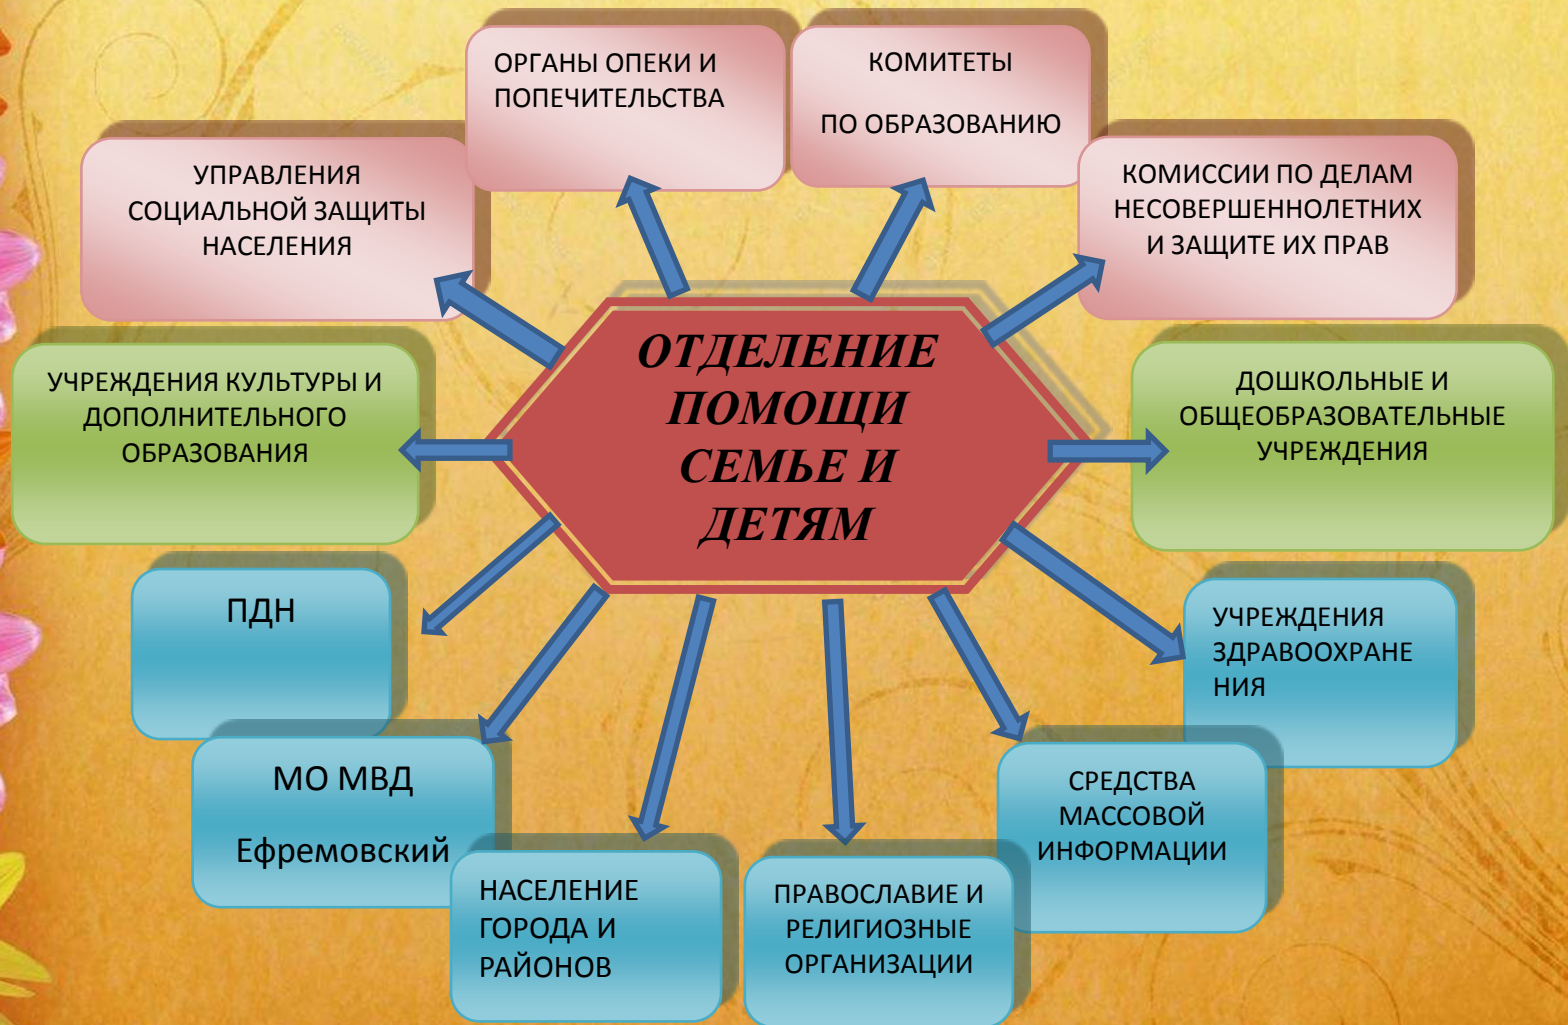 ОРГАНЫ ОПЕКИ И
ПОПЕЧИТЕЛЬСТВА
КОМИТЕТЫ
ПО ОБРАЗОВАНИЮ
УПРАВЛЕНИЯ
СОЦИАЛЬНОЙ ЗАЩИТЫ
НАСЕЛЕНИЯ
КОМИССИИ ПО ДЕЛАМ
НЕСОВЕРШЕННОЛЕТНИХ
И ЗАЩИТЕ ИХ ПРАВ
ОТДЕЛЕНИЕ
ПОМОЩИ
СЕМЬЕ И
ДЕТЯМ
УЧРЕЖДЕНИЯ КУЛЬТУРЫ И
ДОПОЛНИТЕЛЬНОГО
ОБРАЗОВАНИЯ
ДОШКОЛЬНЫЕ И
ОБЩЕОБРАЗОВАТЕЛЬНЫЕ
УЧРЕЖДЕНИЯ
ПДН
УЧРЕЖДЕНИЯ
ЗДРАВООХРАНЕ
НИЯ
МО МВД
Ефремовский
СРЕДСТВА
МАССОВОЙ
ИНФОРМАЦИИ
НАСЕЛЕНИЕ
ГОРОДА И
РАЙОНОВ
ПРАВОСЛАВИЕ И
РЕЛИГИОЗНЫЕ
ОРГАНИЗАЦИИ